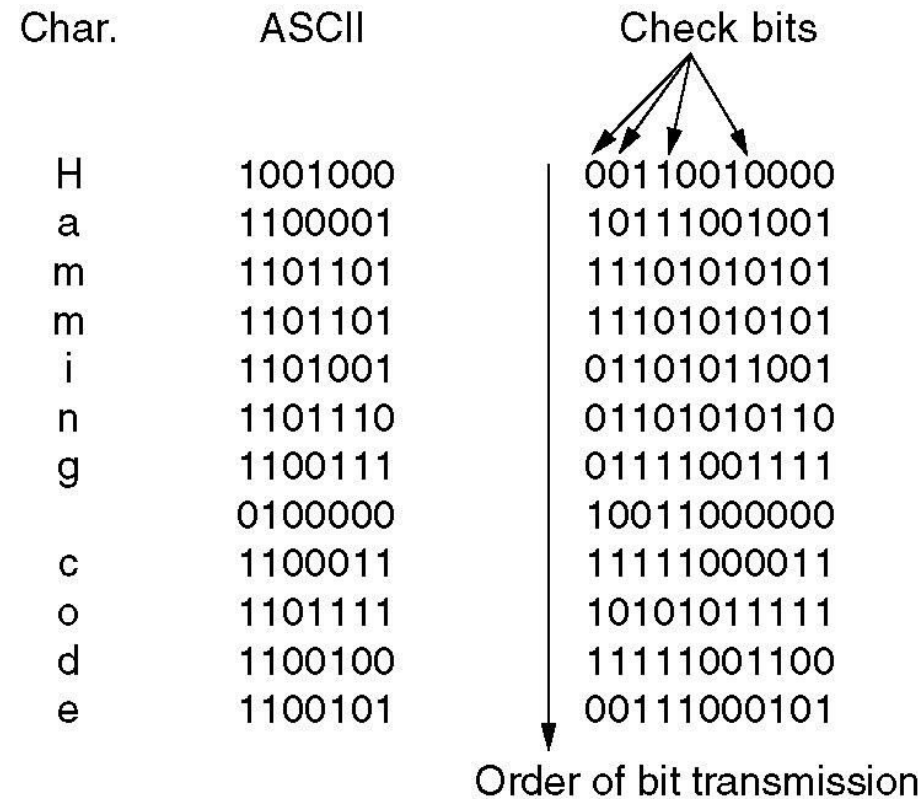 Char. ASCII Check bits
H 1001000 00110010000
a 1100001 10111001001
m 1101101 11101010101
m 1101101 11101010101
i 1101001 01101011001
n 1101110 01101010110
g 1100111 01111001111
0100000 10011000000
c 1100011 11111000011
o 1101111 10101011111
d 1100100 11111001100
e 1100101 00111000101
Order of bit transmission